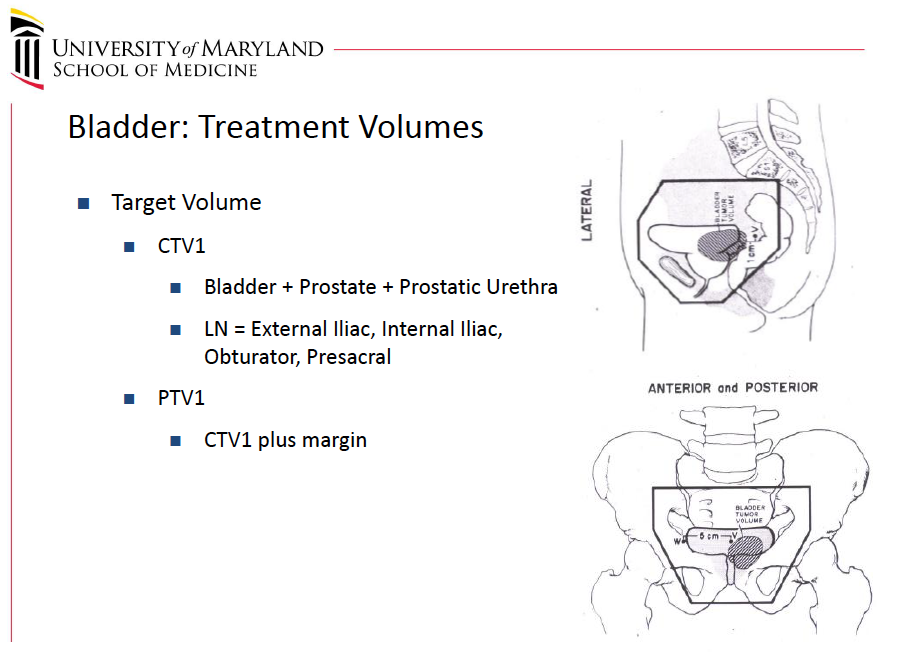 UNIVERSITY of MARYLAND
SCHOOL OF MEDICINE
Bladder: Treatment Volumes
Target Volume
CTV1
Bladder + Prostate + Prostatic Urethra
LN = External Iliac, Internal Iliac,
Obturator, Presacral
PTV1
CTV1 plus margin
LATERAL
BLADDER
TUMOR
VOLUME
1 cm
V
ANTERIOR and POSTERIOR
BLADDER
TUMOR
VOLUME
W
5 cm
V